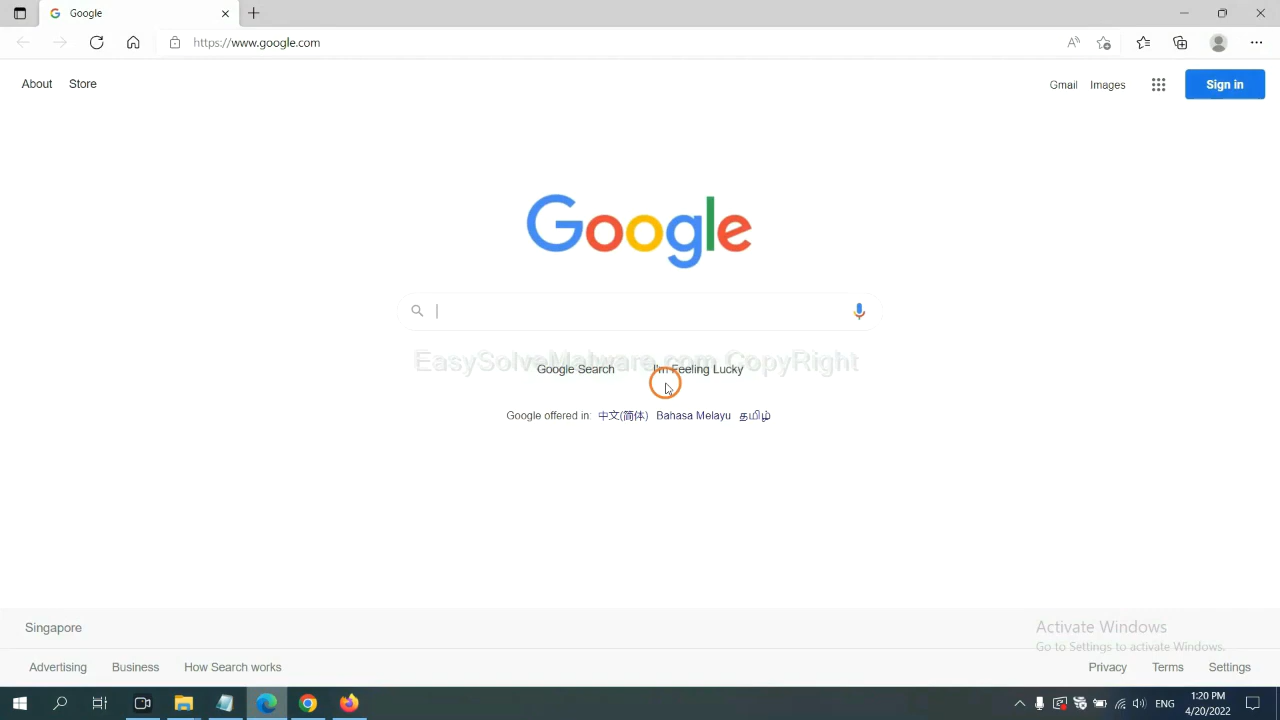 Google
https://www.google.com
About Store
Gmail Images Sign in
Google
EasySolveMalware.com CopyRight
Google Search I'm Feeling Lucky
Google offered in: 中文(简体) Bahasa Melayu தமிழ்
Singapore
Activate Windows
Go to Settings to activate Windows.
Advertising Business How Search works
Privacy Terms Settings
ENG
1:20 PM
4/20/2022